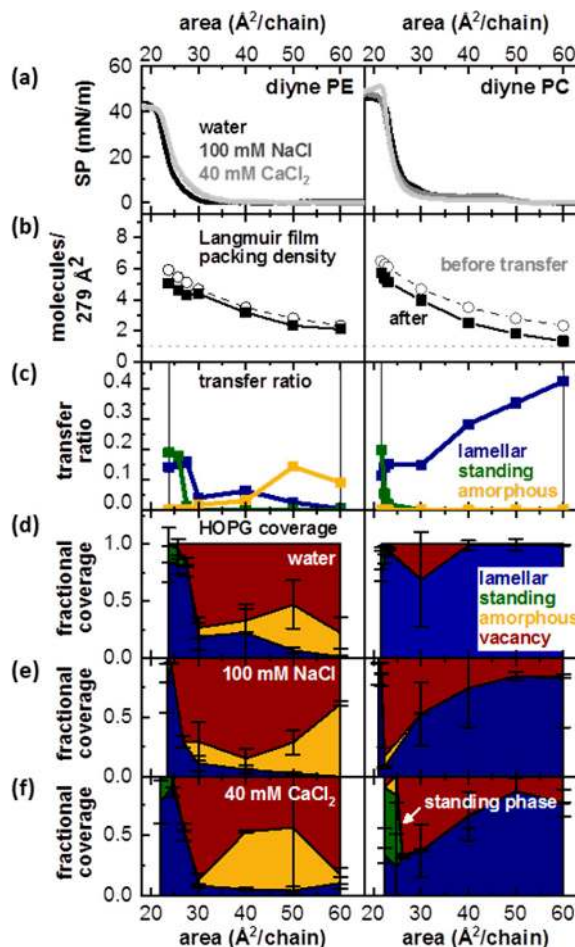 area (Å²/chain) area (Å²/chain)
20 30 40 50 60 20 30 40 50 60
(a)
SP (mN/m)
60
40
20
0
diyne PE
water
100 mM NaCl
40 mM CaCl₂
diyne PC
(b)
molecules/
279 Å²
8
6
4
2
0
Langmuir film
packing density
before transfer
after
(c)
transfer
ratio
0.4
0.3
0.2
0.1
0.0
transfer ratio
lamellar
standing
amorphous
(d)
fractional
coverage
1.0
0.5
0.0
HOPG coverage
water
lamellar
standing
amorphous
vacancy
(e)
fractional
coverage
0.5
0.0
100 mM NaCl
(f)
fractional
coverage
0.5
0.0
40 mM CaCl₂
standing phase
20 30 40 50 60 20 30 40 50 60
area (Å²/chain) area (Å²/chain)